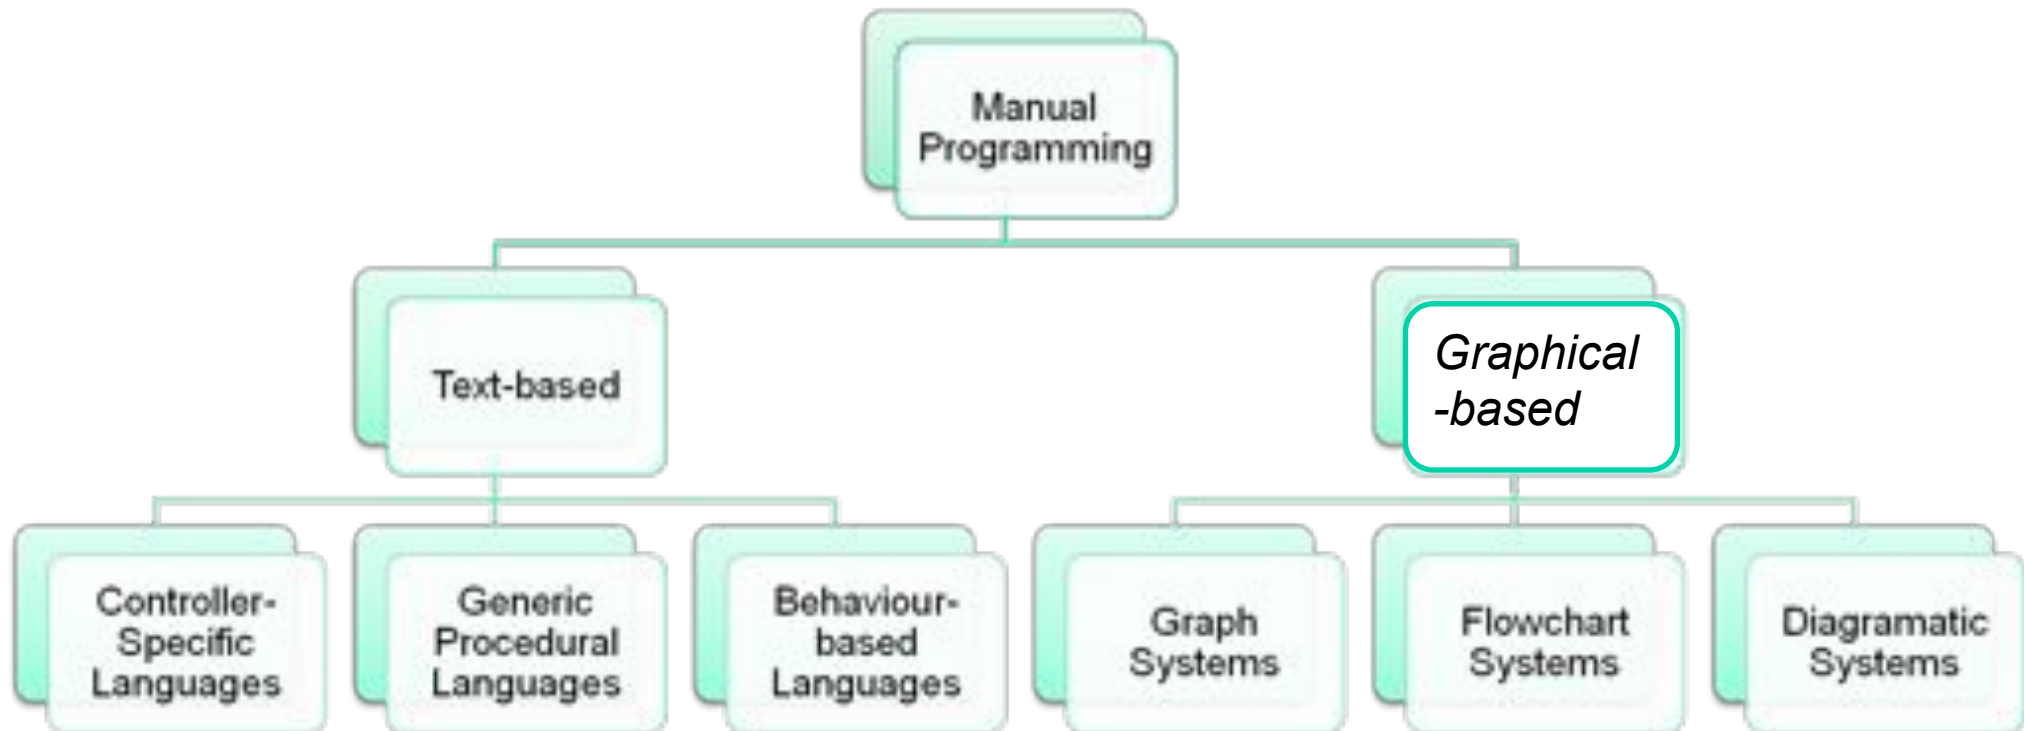 Manual
Programming
Text-based
Graphical
-based
Controller-
Specific
Languages
Generic
Procedural
Languages
Behaviour-
based
Languages
Graph
Systems
Flowchart
Systems
Diagramatic
Systems